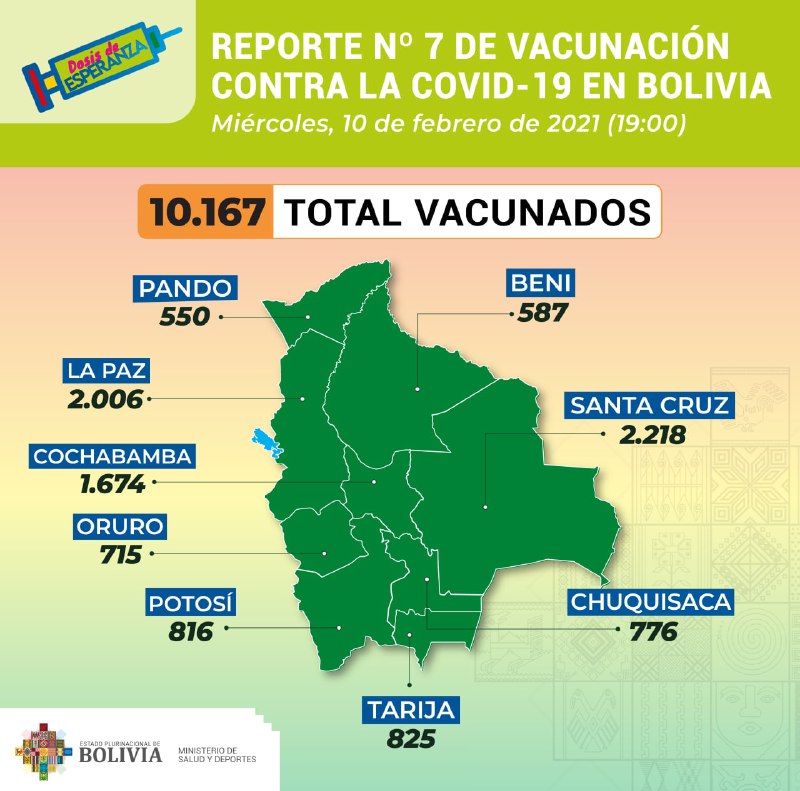 Dosis de
ESPERANZA
REPORTE Nº 7 DE VACUNACIÓN
CONTRA LA COVID-19 EN BOLIVIA
Miércoles, 10 de febrero de 2021 (19:00)
10.167 TOTAL VACUNADOS
PANDO
550
BENI
587
LA PAZ
2.006
SANTA CRUZ
2.218
COCHABAMBA
1.674
ORURO
715
POTOSÍ
816
CHUQUISACA
776
TARIJA
825
ESTADO PLURINACIONAL DE
BOLIVIA
MINISTERIO DE
SALUD Y DEPORTES